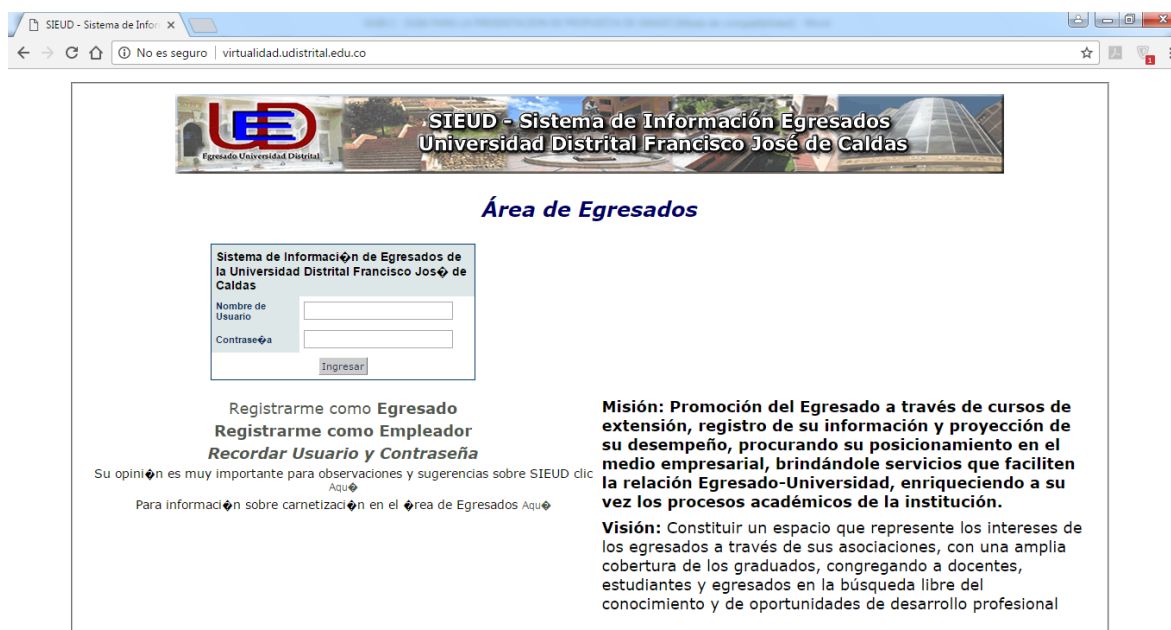 SIEUD - Sistema de Infor
No es seguro | virtualidad.udistrital.edu.co
1
UED
Egresado Universidad Distrital
SIEUD - Sistema de Información Egresados
Universidad Distrital Francisco José de Caldas
Área de Egresados
Sistema de Informaci�n de Egresados de
la Universidad Distrital Francisco Jos� de
Caldas
Nombre de
Usuario
Contrase�a
Ingresar
Registrarme como Egresado
Registrarme como Empleador
Recordar Usuario y Contraseña
Su opini�n es muy importante para observaciones y sugerencias sobre SIEUD clic
Aqu�
Para informaci�n sobre carnetizaci�n en el �rea de Egresados Aqu�
Misión: Promoción del Egresado a través de cursos de
extensión, registro de su información y proyección de
su desempeño, procurando su posicionamiento en el
medio empresarial, brindándole servicios que faciliten
la relación Egresado-Universidad, enriqueciendo a su
vez los procesos académicos de la institución.
Visión: Constituir un espacio que represente los intereses de
los egresados a través de sus asociaciones, con una amplia
cobertura de los graduados, congregando a docentes,
estudiantes y egresados en la búsqueda libre del
conocimiento y de oportunidades de desarrollo profesional